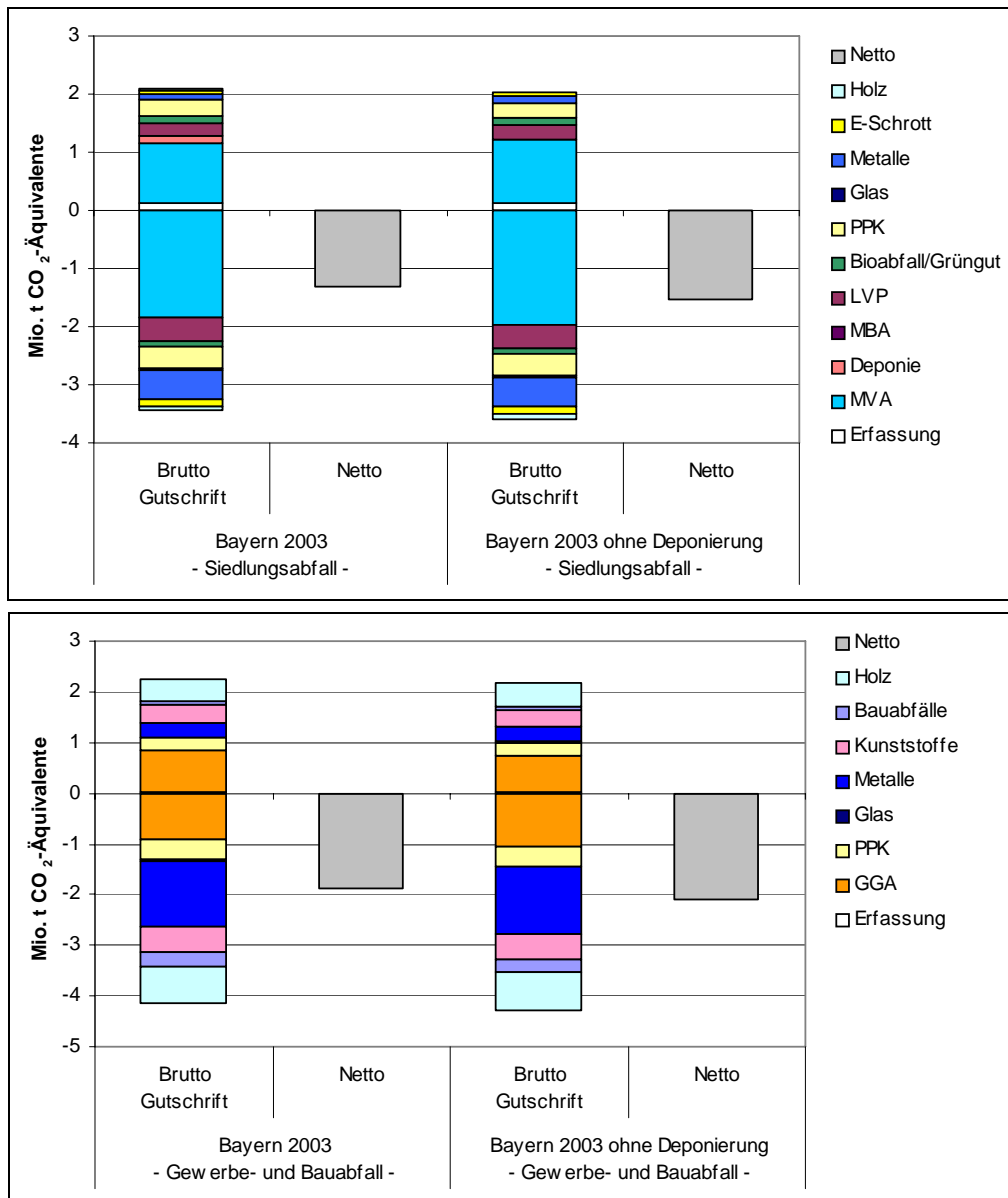 3
2
1
0
-1
-2
-3
-4
Mio. t CO2-Äquivalente
Brutto
Gutschrift
Netto
Brutto
Gutschrift
Netto
Bayern 2003
- Siedlungsabfall -
Bayern 2003 ohne Deponierung
- Siedlungsabfall -
Netto
Holz
E-Schrott
Metalle
Glas
PPK
Bioabfall/Grüngut
LVP
MBA
Deponie
MVA
Erfassung
3
2
1
0
-1
-2
-3
-4
-5
Mio. t CO2-Äquivalente
Brutto
Gutschrift
Netto
Brutto
Gutschrift
Netto
Bayern 2003
- Gewerbe- und Bauabfall -
Bayern 2003 ohne Deponierung
- Gewerbe- und Bauabfall -
Netto
Holz
Bauabfälle
Kunststoffe
Metalle
Glas
PPK
GGA
Erfassung